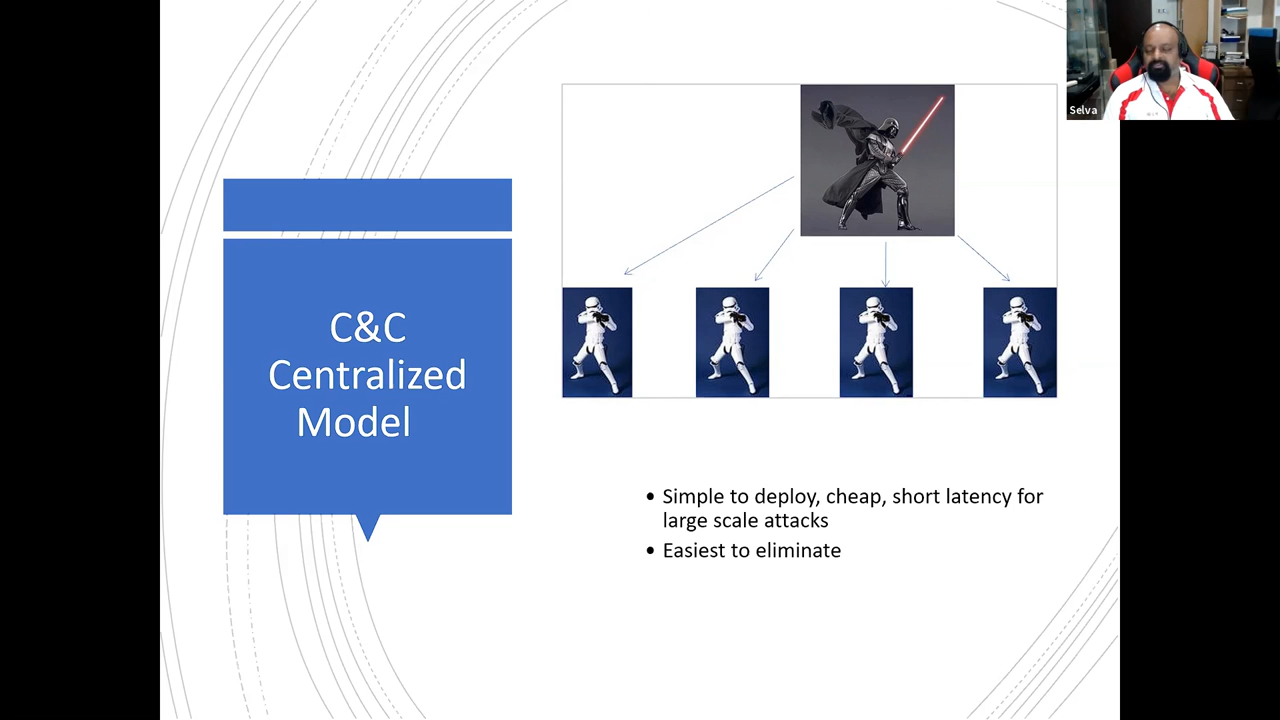 Selva
C&C
Centralized
Model
• Simple to deploy, cheap, short latency for
large scale attacks
• Easiest to eliminate